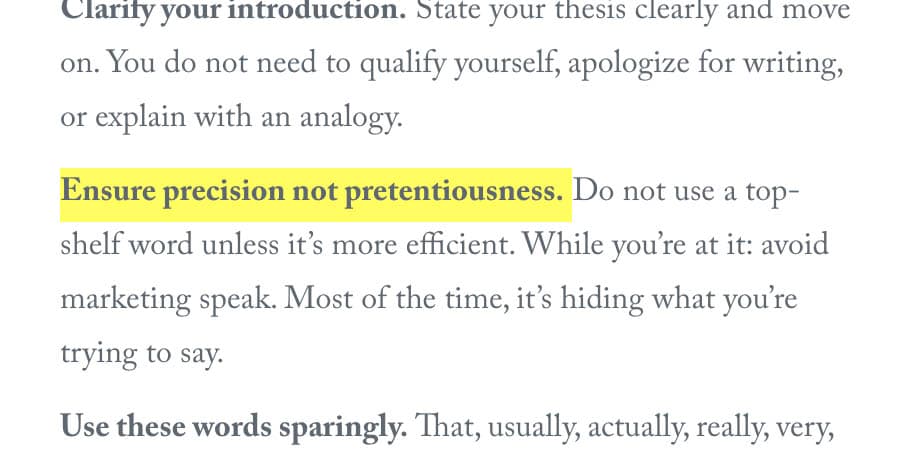 Clarify your introduction. State your thesis clearly and move
on. You do not need to qualify yourself, apologize for writing,
or explain with an analogy.
Ensure precision not pretentiousness. Do not use a top-
shelf word unless it’s more efficient. While you’re at it: avoid
marketing speak. Most of the time, it’s hiding what you’re
trying to say.
Use these words sparingly. That, usually, actually, really, very,